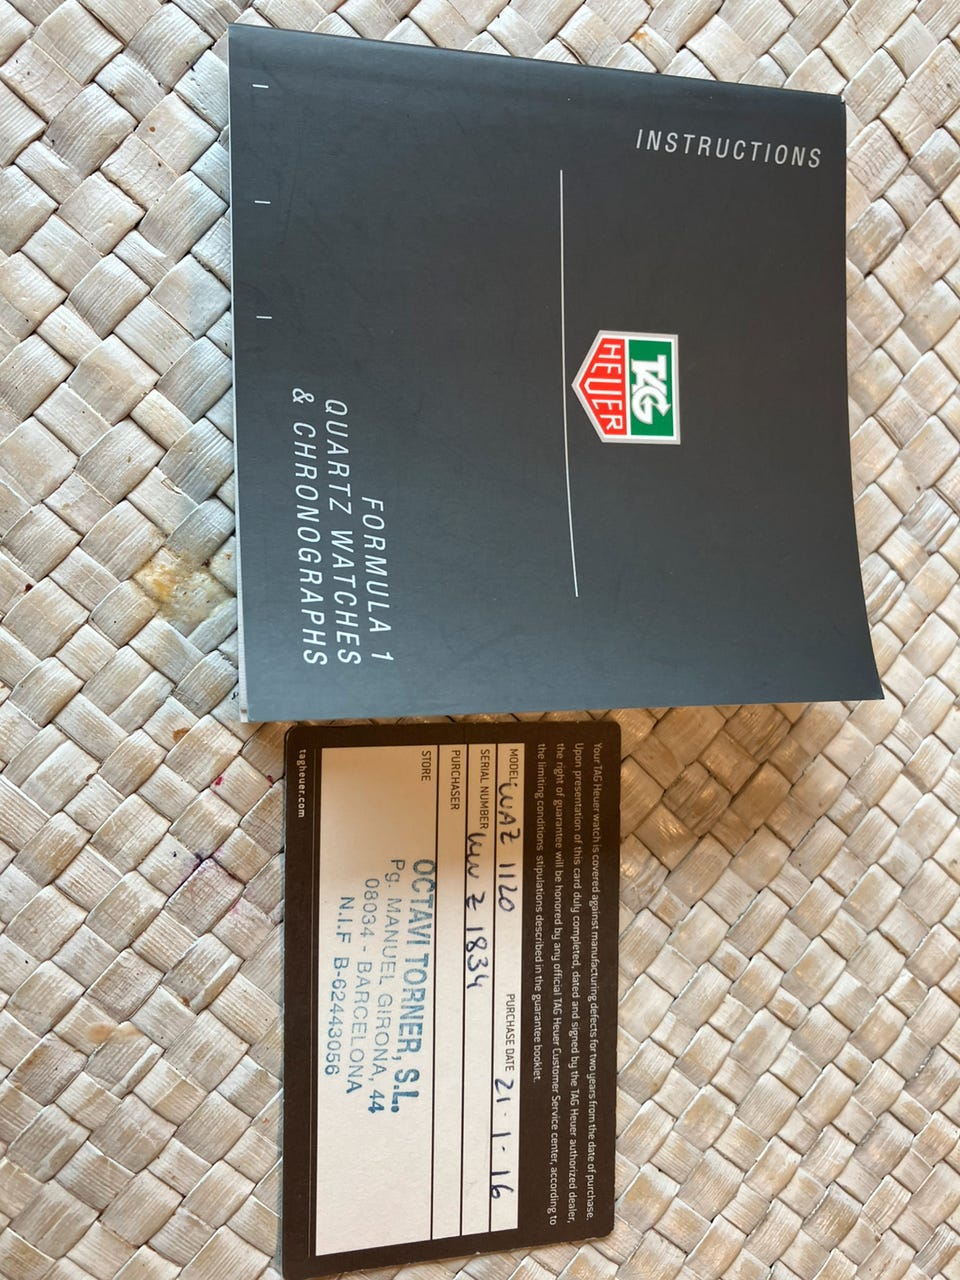 INSTRUCTIONS
TAG
HEUER
FORMULA 1
QUARTZ WATCHES
& CHRONOGRAPHS
Your TAG Heuer watch is covered against manufacturing defects for two years from the date of purchase.
Upon presentation of this card duly completed, dated and signed by the TAG Heuer authorized dealer,
the right of guarantee will be honored by any official TAG Heuer Customer Service center, according to
the limiting conditions stipulations described in the guarantee booklet.
MODEL WAZ 1120 PURCHASE DATE 21-1-16
SERIAL NUMBER Z 1834
PURCHASER
STORE
OCTAVI TORNER, S.L.
Pg. MANUEL GIRONA, 44
08034 - BARCELONA
N.I.F B-62443056
tagheuer.com